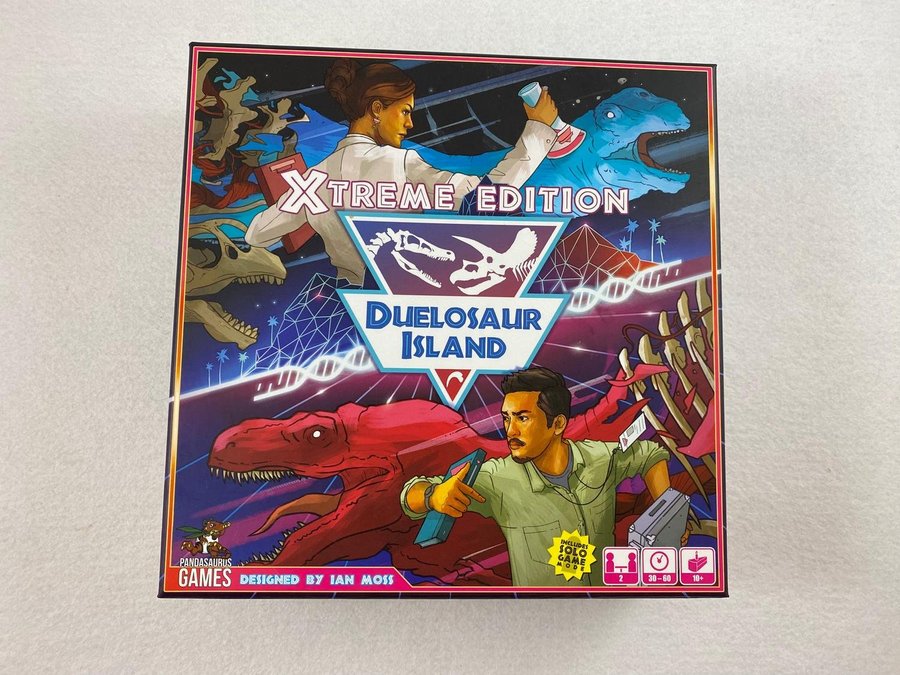 XTREME EDITION
DUELOSAUR
ISLAND
INCLUDES
SOLO
GAME
MODE
PANDASAURUS
GAMES
DESIGNED BY IAN MOSS
2
30-60
10+